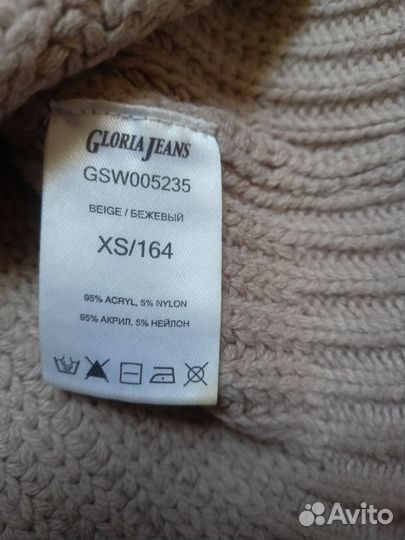 GLORIA JEANS
GSW005235
BEIGE / БЕЖЕВЫЙ
XS/164
95% ACRYL, 5% NYLON
95% АКРИЛ, 5% НЕЙЛОН
Avito